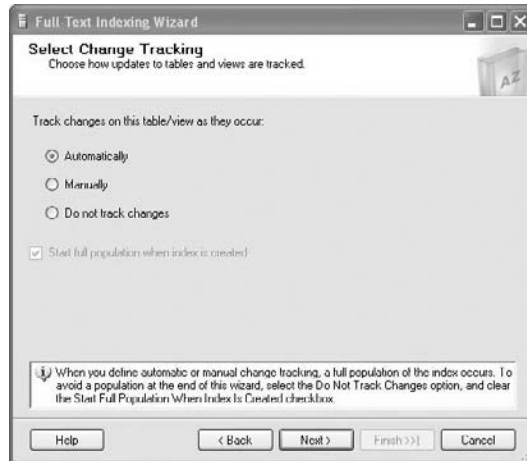 Full Text Indexing Wizard
Select Change Tracking
Choose how updates to tables and views are tracked.
AZ
Track changes on this table/view as they occur:
Automatically
Manually
Do not track changes
Start full population when index is created
When you define automatic or manual change tracking, a full population of the index occurs. To
avoid a population at the end of this wizard, select the Do Not Track Changes option, and clear
the Start Full Population When Index Is Created checkbox.
Help
< Back
Next >
Finish >>|
Cancel